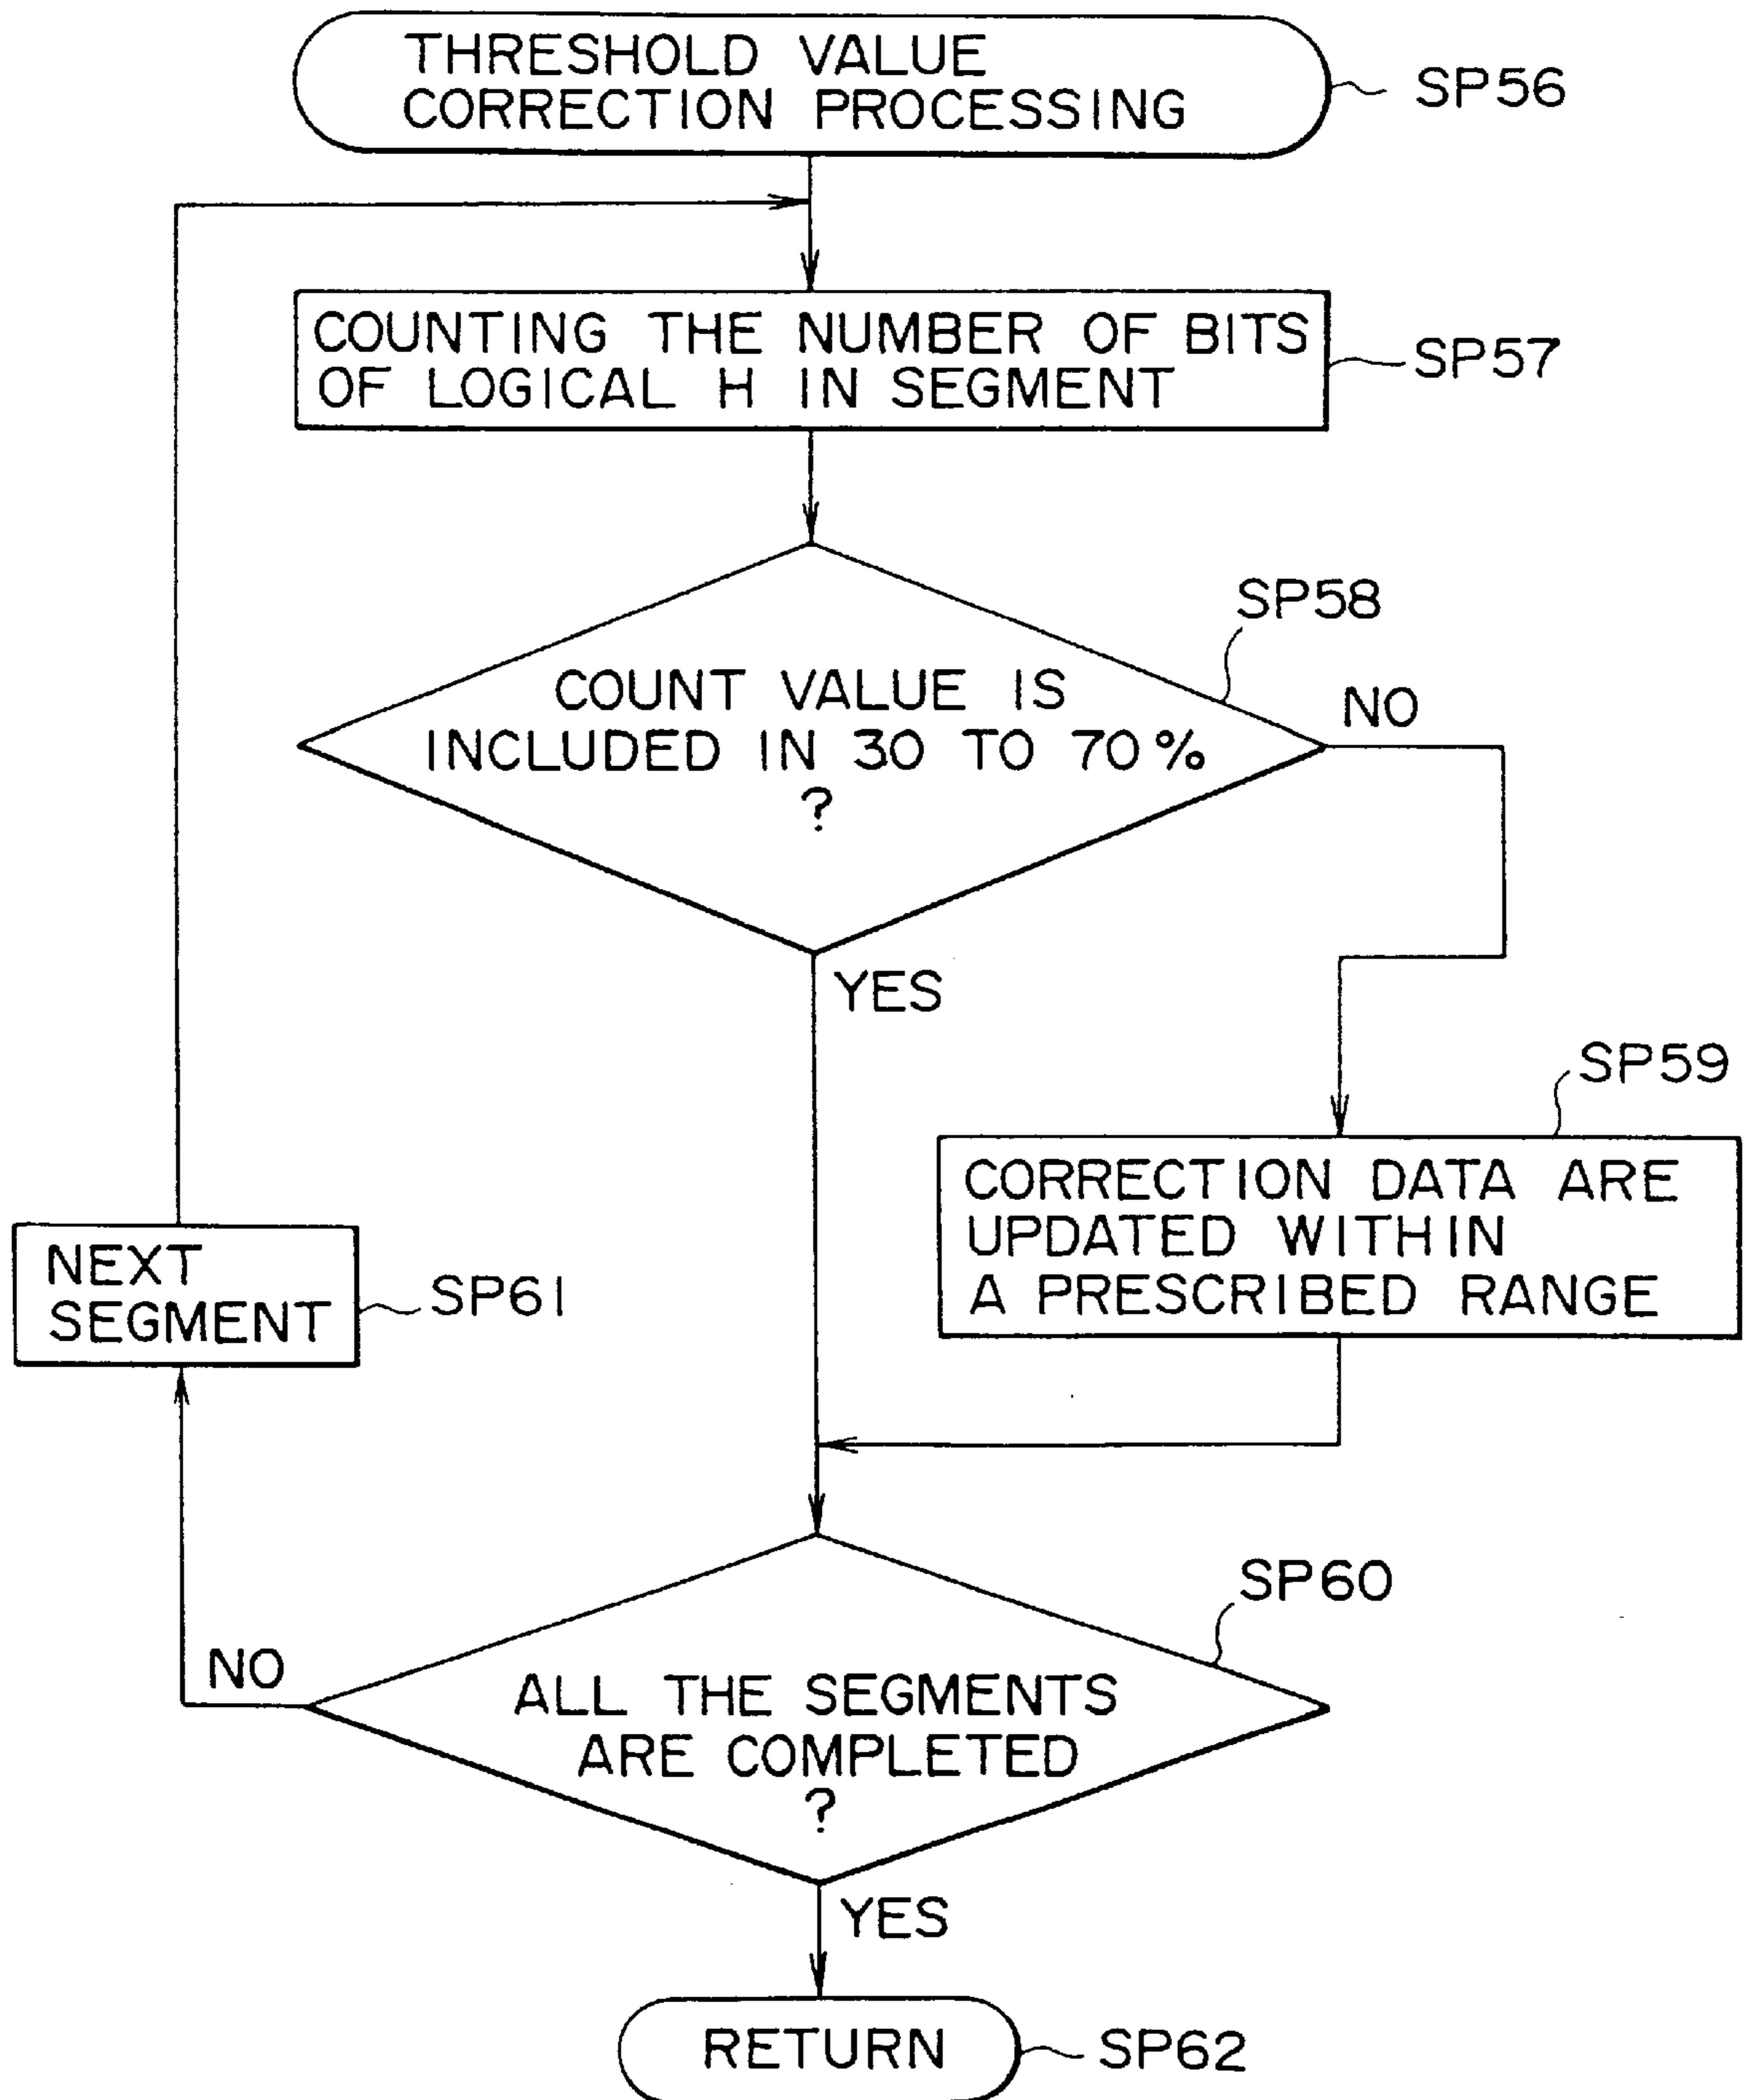 THRESHOLD VALUE
CORRECTION PROCESSING
SP56
COUNTING THE NUMBER OF BITS
OF LOGICAL H IN SEGMENT
SP57
SP58
COUNT VALUE IS
INCLUDED IN 30 TO 70%
?
NO
YES
SP59
CORRECTION DATA ARE
UPDATED WITHIN
A PRESCRIBED RANGE
NEXT
SEGMENT
SP61
SP60
NO
ALL THE SEGMENTS
ARE COMPLETED
?
YES
RETURN
SP62